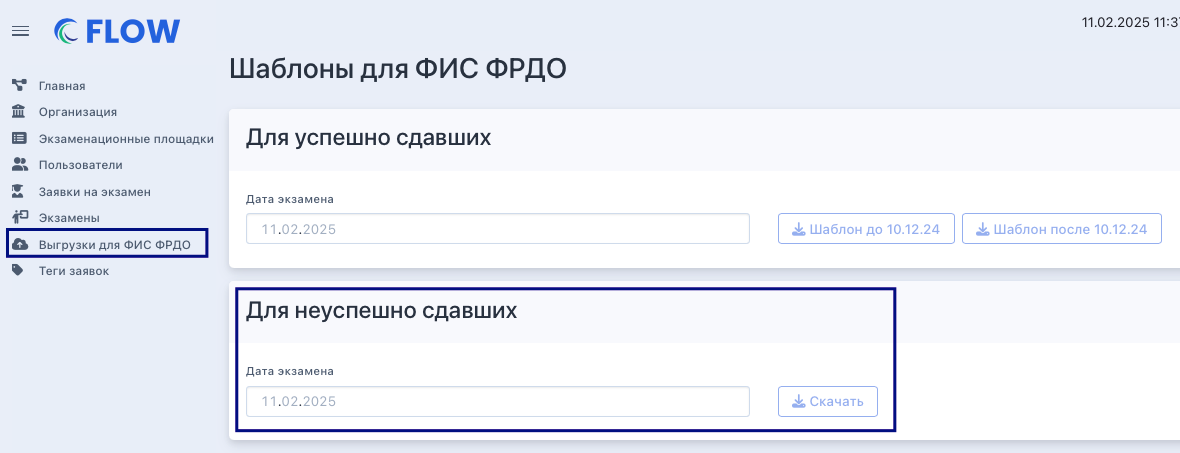 FLOW
11.02.2025 11:37
Главная
Организация
Экзаменационные площадки
Пользователи
Заявки на экзамен
Экзамены
Выгрузки для ФИС ФРДО
Теги заявок
Шаблоны для ФИС ФРДО
Для успешно сдавших
Дата экзамена
11.02.2025
Шаблон до 10.12.24
Шаблон после 10.12.24
Для неуспешно сдавших
Дата экзамена
11.02.2025
Скачать